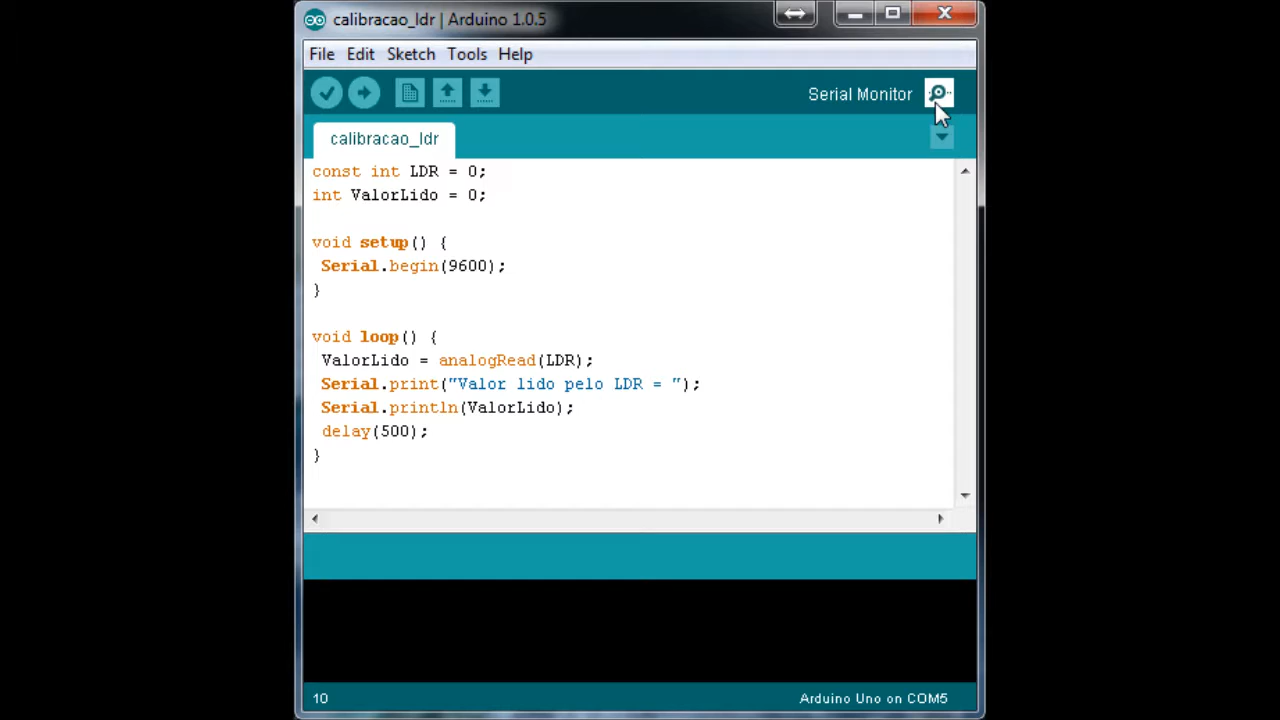 calibracao_ldr | Arduino 1.0.5
File Edit Sketch Tools Help
Serial Monitor
calibracao_ldr
const int LDR = 0;
int ValorLido = 0;
void setup() {
Serial.begin(9600);
}
void loop() {
ValorLido = analogRead(LDR);
Serial.print("Valor lido pelo LDR = ");
Serial.println(ValorLido);
delay(500);
}
10 Arduino Uno on COM5